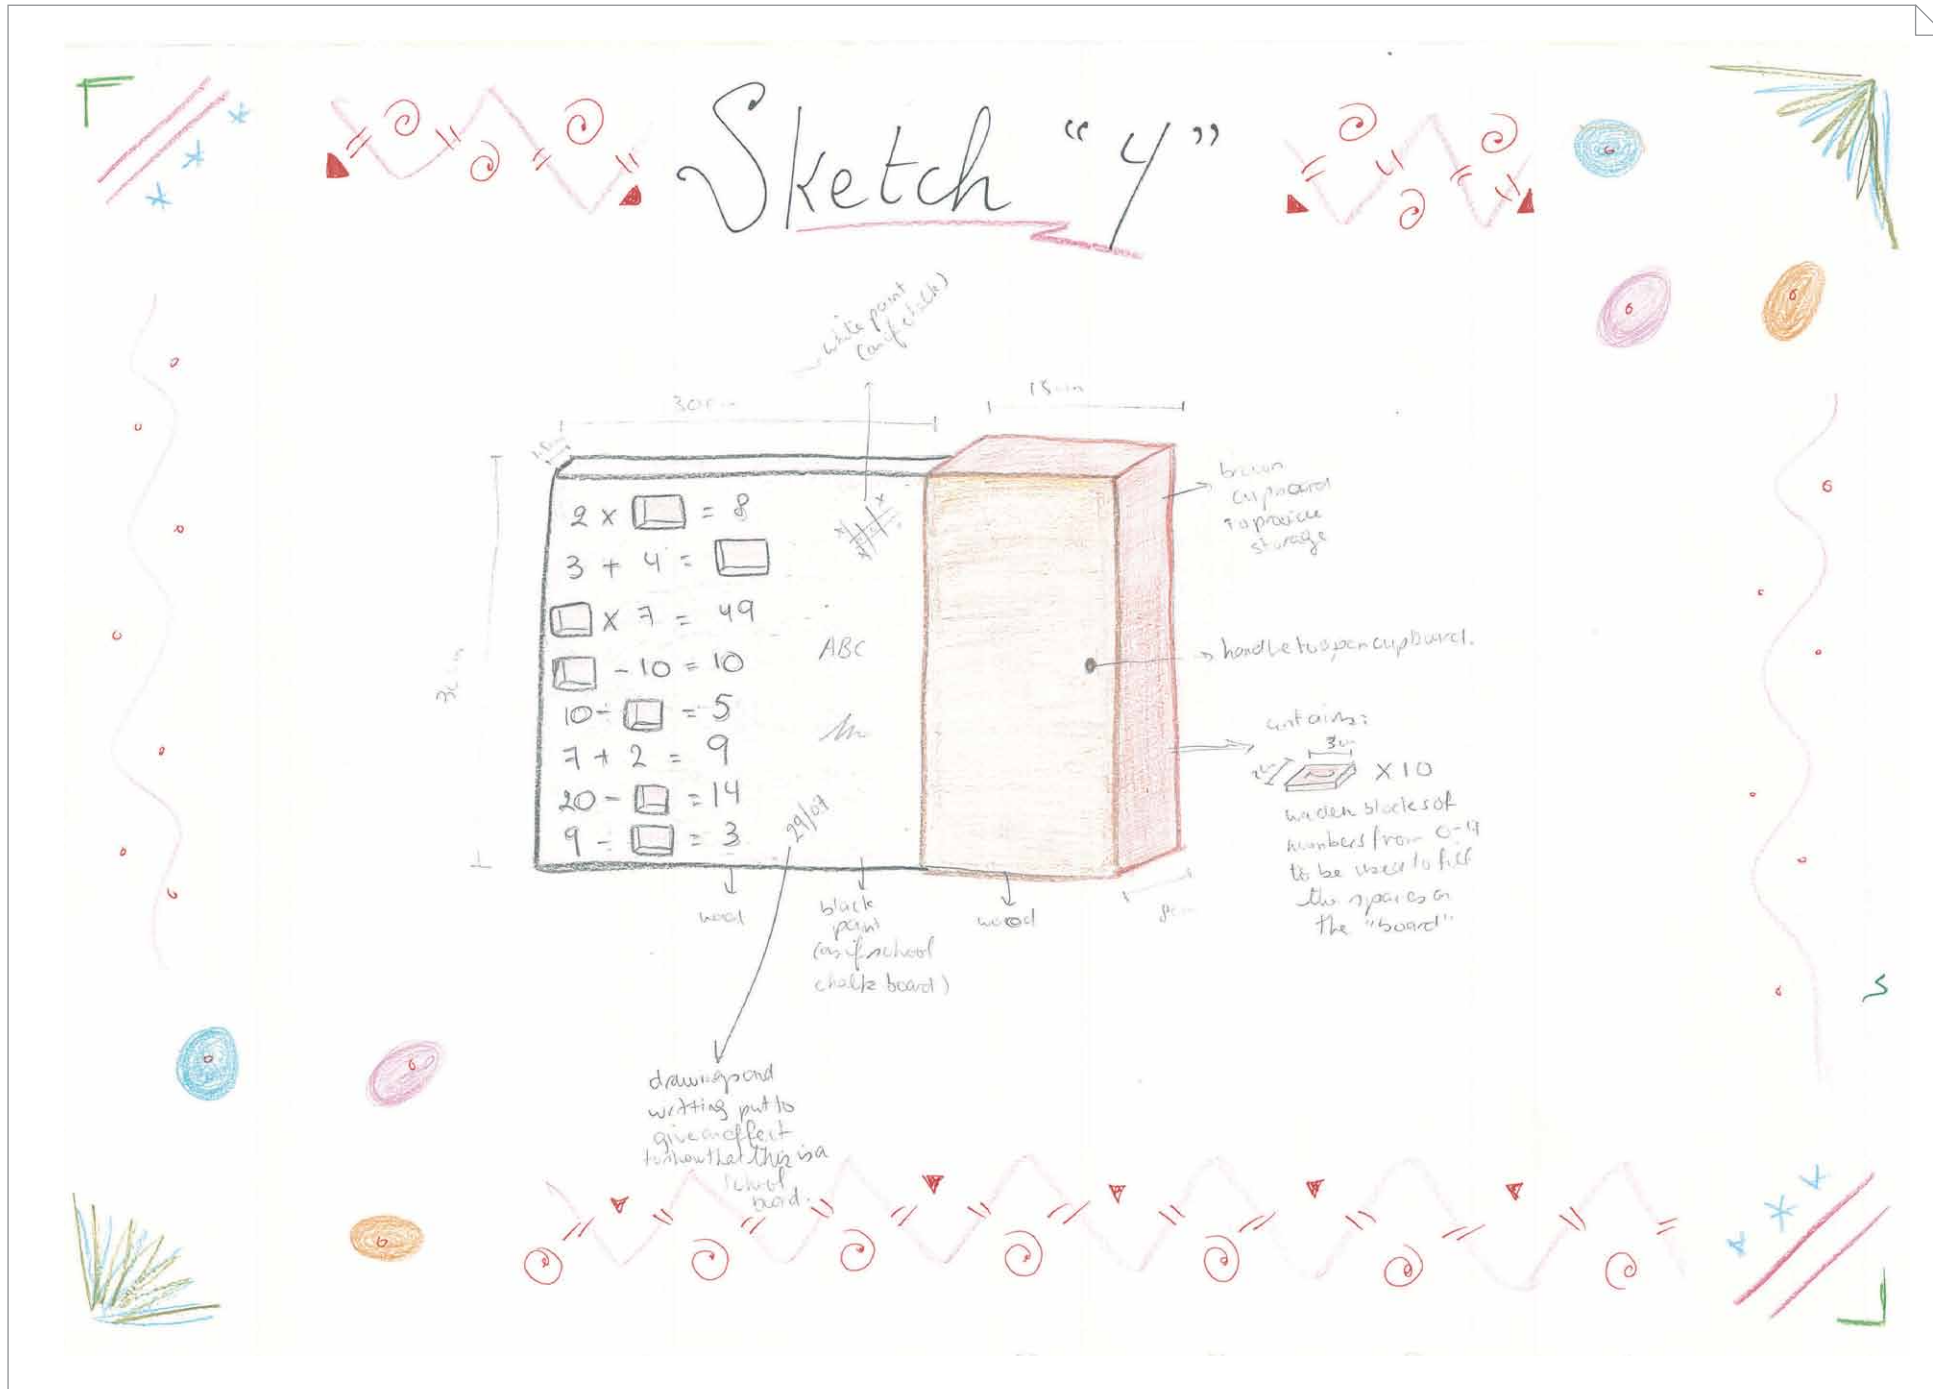 Sketch "4"
white paint
(as if chalk)
30cm
15cm
2 x = 8
3 + 4 =
x 7 = 49
- 10 = 10
10 - = 5
7 + 2 = 9
20 - = 14
9 - = 3
ABC
29/07
brown
cupboard
to provide
storage
handle to open cupboard.
contains:
3cm
x 10
wooden blocks of
numbers from 0-9
to be used to fill
the spaces on
the "board"
8cm
wood
black
paint
(as if school
chalk board)
wood
drawings and
writting put to
give an effect
to show that this is a
school
board.